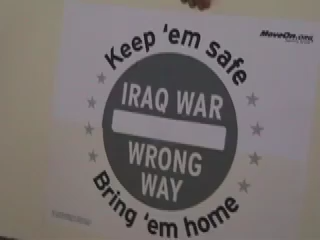 MoveOn.ORG
Keep 'em safe
IRAQ WAR
WRONG
WAY
Bring 'em home